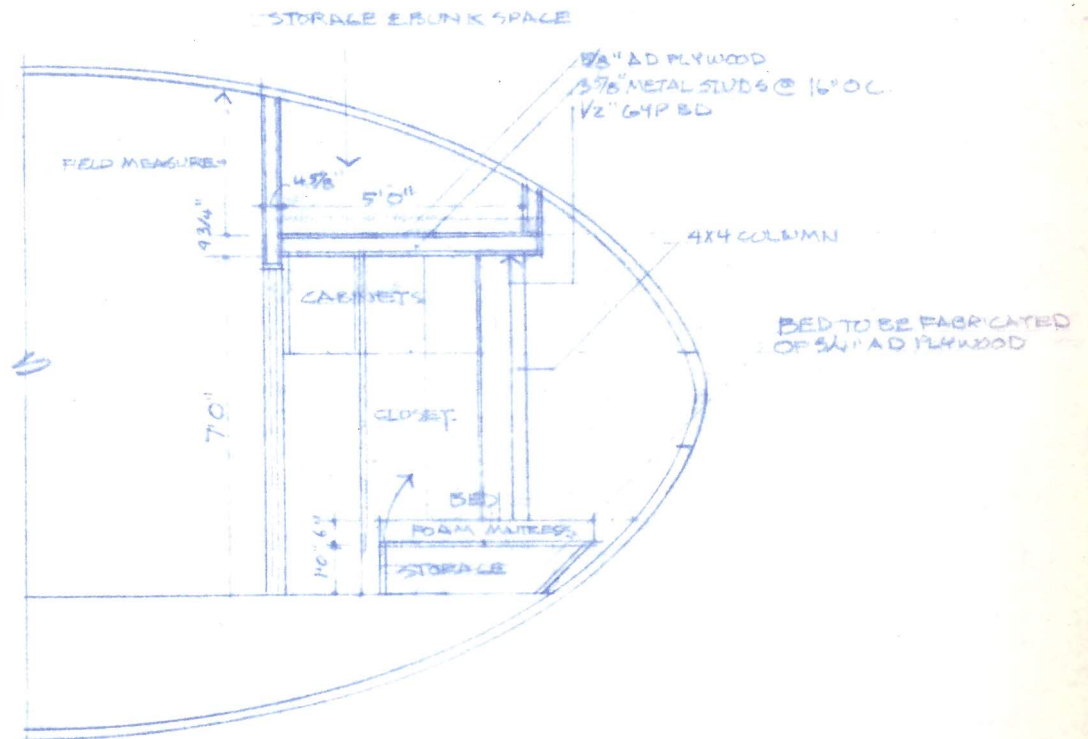 STORAGE & BUNK SPACE
5/8" AD PLYWOOD
3 5/8" METAL STUDS @ 16" O C.
1/2" GYP BD
FIELD MEASURE
4 5/8"
5'0"
9 3/4"
4X4 COLUMN
CABINETS
BED TO BE FABRICATED
OF 3/4" AD PLYWOOD
7'0"
CLOSET
BED
FOAM MATTRESS
1'0" 6"
STORAGE